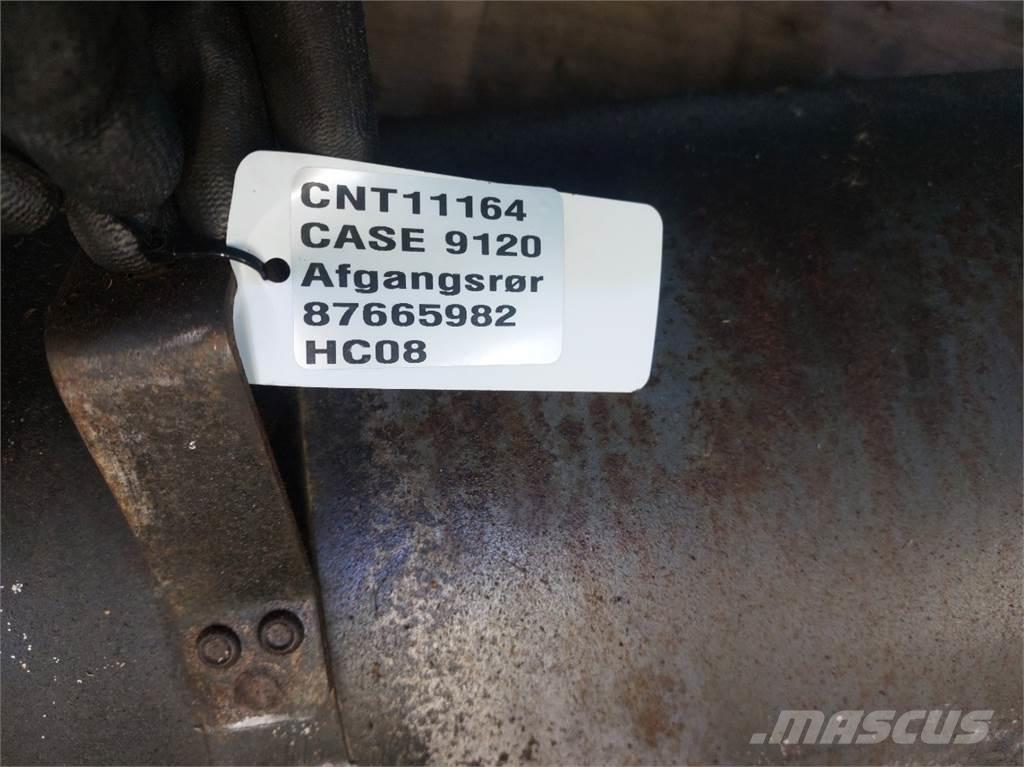 CNT11164
CASE 9120
Afgangsrør
87665982
HC08
MASCUS